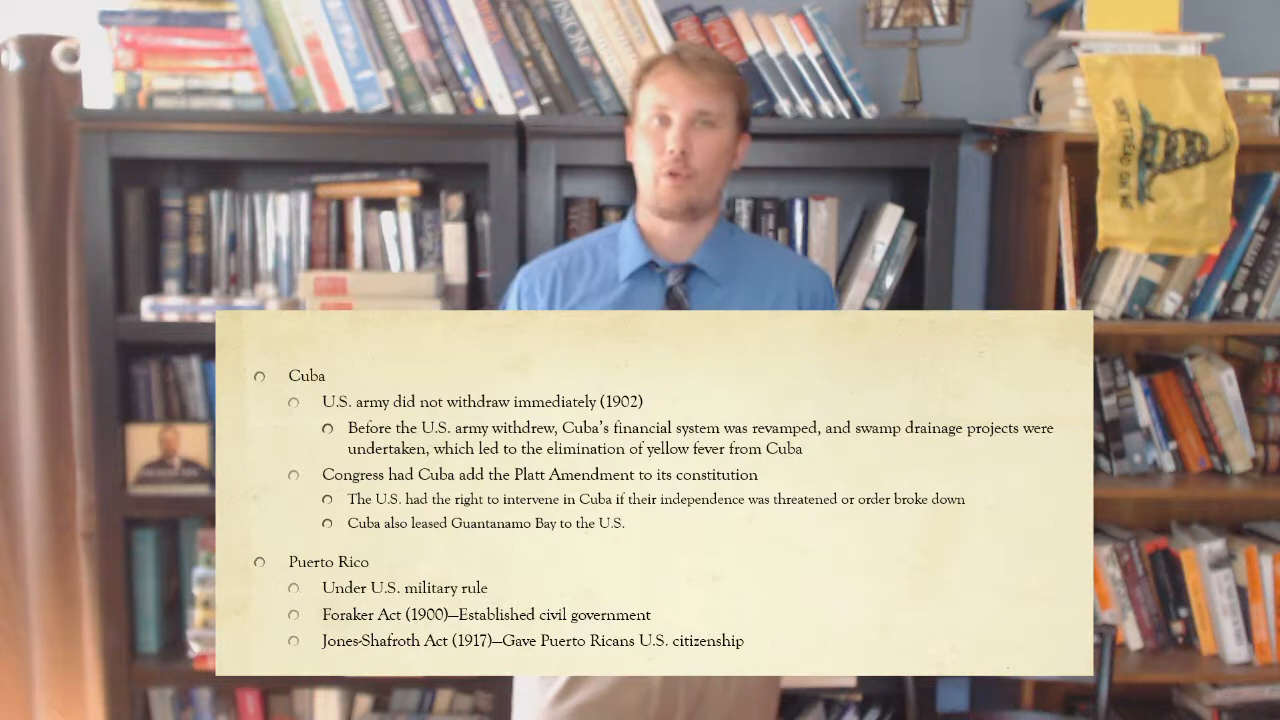 DON'T TREAD ON ME
Cuba
U.S. army did not withdraw immediately (1902)
Before the U.S. army withdrew, Cuba's financial system was revamped, and swamp drainage projects were
undertaken, which led to the elimination of yellow fever from Cuba
Congress had Cuba add the Platt Amendment to its constitution
The U.S. had the right to intervene in Cuba if their independence was threatened or order broke down
Cuba also leased Guantanamo Bay to the U.S.
Puerto Rico
Under U.S. military rule
Foraker Act (1900)—Established civil government
Jones-Shafroth Act (1917)—Gave Puerto Ricans U.S. citizenship